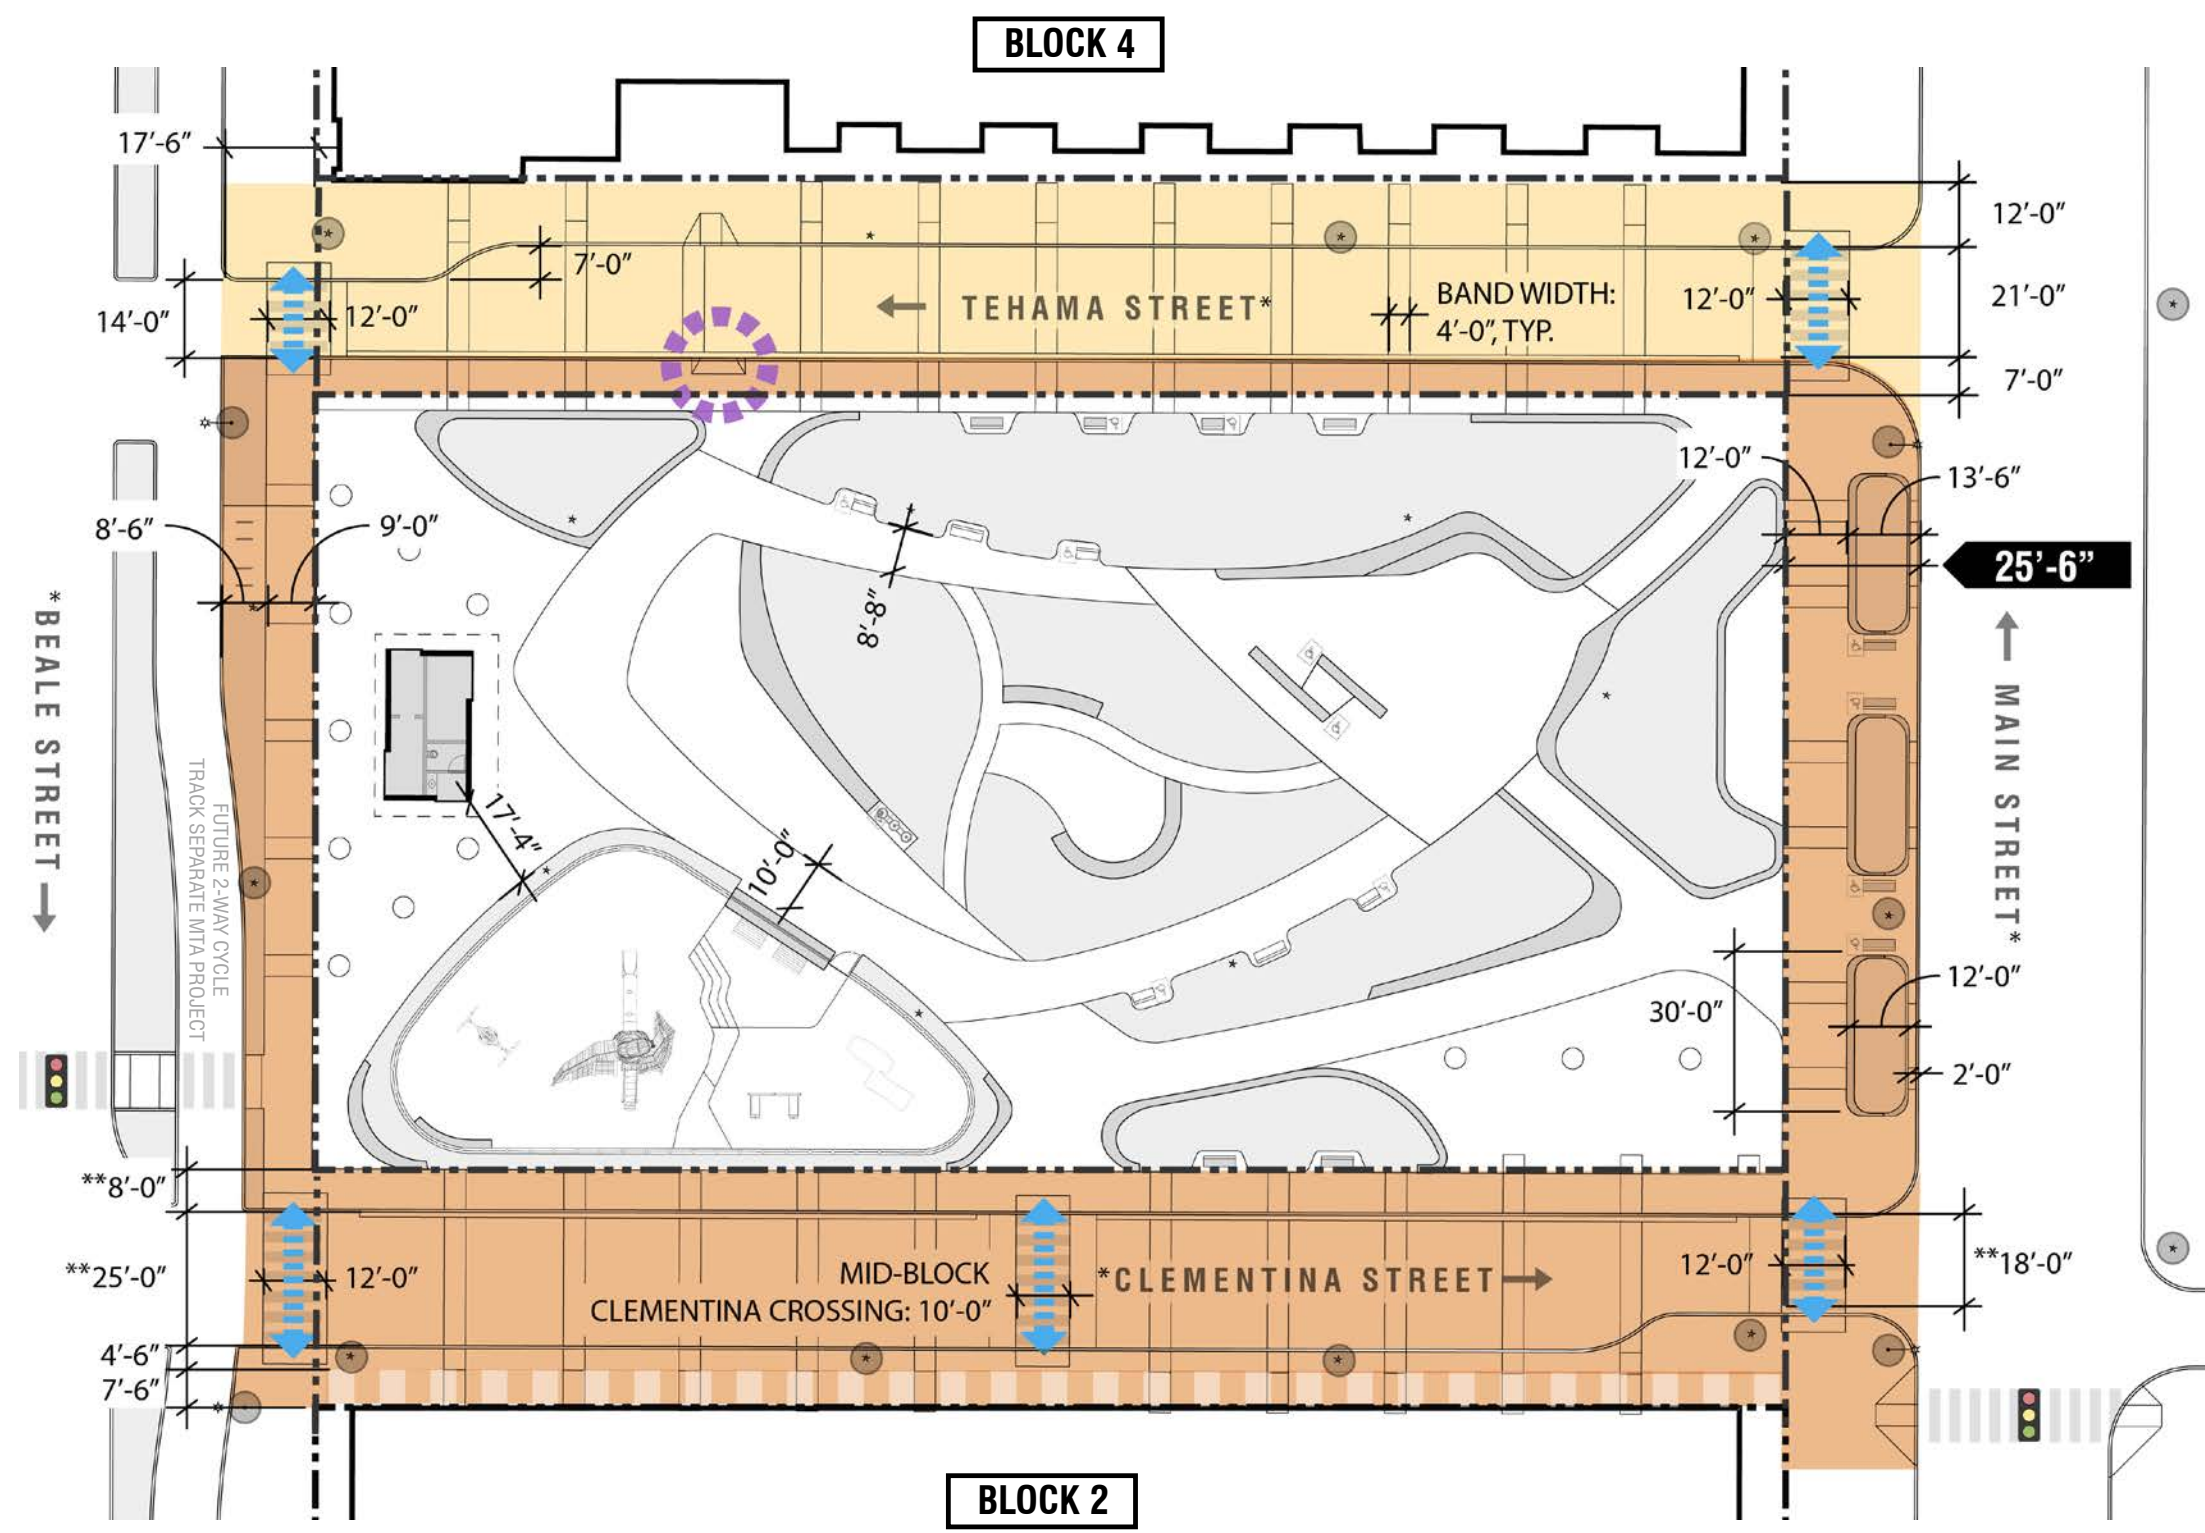 BLOCK 4
17'-6"
12'-0"
7'-0"
14'-0"
12'-0"
← TEHAMA STREET*
BAND WIDTH:
4'-0", TYP.
12'-0"
21'-0"
7'-0"
12'-0"
13'-6"
8'-6"
9'-0"
25'-6"
8'-8"
*BEALE STREET →
← MAIN STREET*
FUTURE 2-WAY CYCLE
TRACK SEPARATE MTA PROJECT
17'-4"
10'-0"
12'-0"
30'-0"
2'-0"
**8'-0"
**25'-0"
12'-0"
MID-BLOCK
CLEMENTINA CROSSING: 10'-0"
*CLEMENTINA STREET →
12'-0"
**18'-0"
4'-6"
7'-6"
BLOCK 2